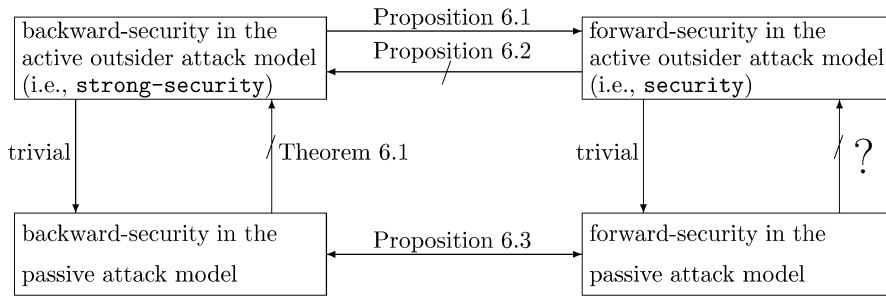 backward-security in the
active outsider attack model
(i.e., strong-security)
Proposition 6.1
Proposition 6.2
forward-security in the
active outsider attack model
(i.e., security)
trivial
Theorem 6.1
trivial
?
backward-security in the
passive attack model
Proposition 6.3
forward-security in the
passive attack model